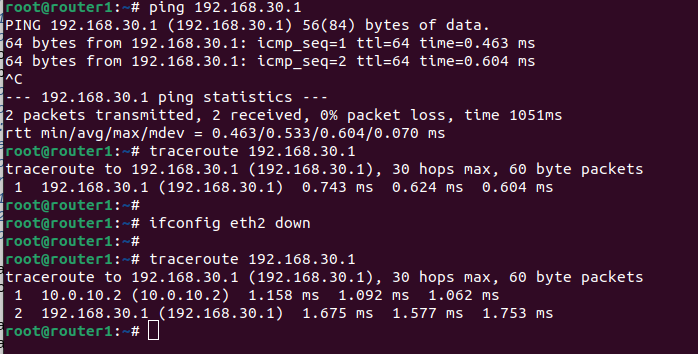 root@router1:~# ping 192.168.30.1
PING 192.168.30.1 (192.168.30.1) 56(84) bytes of data.
64 bytes from 192.168.30.1: icmp_seq=1 ttl=64 time=0.463 ms
64 bytes from 192.168.30.1: icmp_seq=2 ttl=64 time=0.604 ms
^C
--- 192.168.30.1 ping statistics ---
2 packets transmitted, 2 received, 0% packet loss, time 1051ms
rtt min/avg/max/mdev = 0.463/0.533/0.604/0.070 ms
root@router1:~# traceroute 192.168.30.1
traceroute to 192.168.30.1 (192.168.30.1), 30 hops max, 60 byte packets
 1  192.168.30.1 (192.168.30.1)  0.743 ms  0.624 ms  0.604 ms
root@router1:~#
root@router1:~# ifconfig eth2 down
root@router1:~#
root@router1:~# traceroute 192.168.30.1
traceroute to 192.168.30.1 (192.168.30.1), 30 hops max, 60 byte packets
 1  10.0.10.2 (10.0.10.2)  1.158 ms  1.092 ms  1.062 ms
 2  192.168.30.1 (192.168.30.1)  1.675 ms  1.577 ms  1.753 ms
root@router1:~#